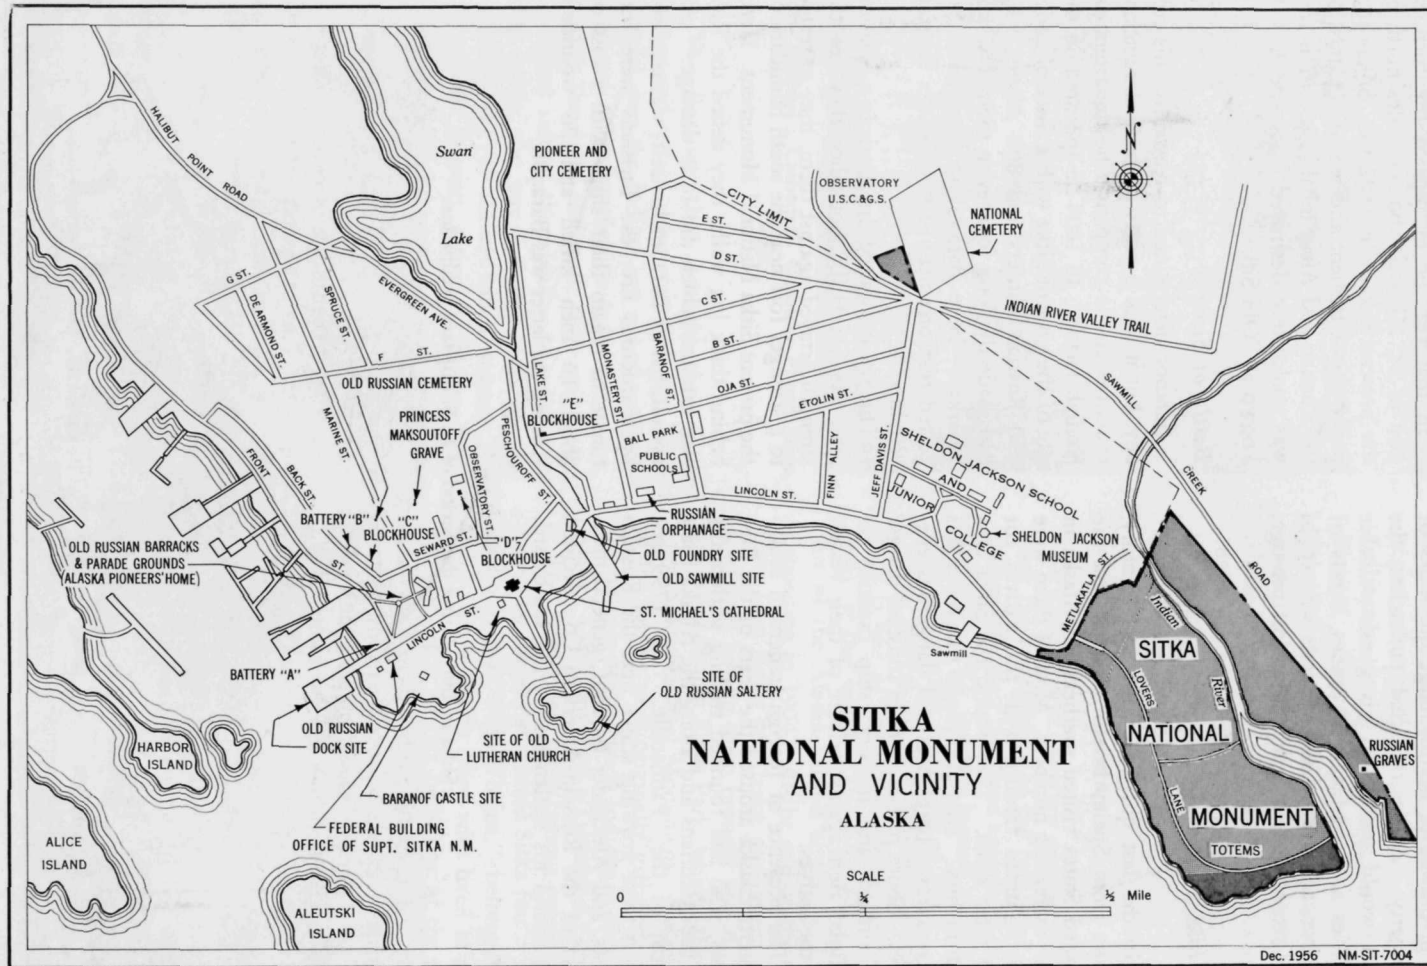 HALIBUT POINT ROAD
Swan
Lake
PIONEER AND
CITY CEMETERY
CITY LIMIT
OBSERVATORY
U.S.C.&G.S.
NATIONAL
CEMETERY
N
E ST.
D ST.
C ST.
B ST.
OJA ST.
ETOLIN ST.
INDIAN RIVER VALLEY TRAIL
SAWMILL CREEK ROAD
G ST.
DE ARMOND ST.
SPRUCE ST.
EVERGREEN AVE.
F ST.
MARINE ST.
OLD RUSSIAN CEMETERY
PRINCESS
MAKSOUTOFF
GRAVE
LAKE ST.
MONASTERY ST.
BARANOF ST.
"E"
BLOCKHOUSE
BALL PARK
PUBLIC
SCHOOLS
PESCHOUROFF ST.
OBSERVATORY ST.
FINN ALLEY
JEFF DAVIS ST.
SHELDON JACKSON SCHOOL
AND
JUNIOR COLLEGE
SHELDON JACKSON
MUSEUM
LINCOLN ST.
RUSSIAN
ORPHANAGE
FRONT ST.
BACK ST.
BATTERY "B"
"C"
BLOCKHOUSE
SEWARD ST.
"D"
BLOCKHOUSE
OLD RUSSIAN BARRACKS
& PARADE GROUNDS
(ALASKA PIONEERS' HOME)
OLD FOUNDRY SITE
OLD SAWMILL SITE
ST. MICHAEL'S CATHEDRAL
LINCOLN ST.
BATTERY "A"
OLD RUSSIAN
DOCK SITE
SITE OF OLD
LUTHERAN CHURCH
SITE OF
OLD RUSSIAN SALTERY
BARANOF CASTLE SITE
FEDERAL BUILDING
OFFICE OF SUPT. SITKA N.M.
HARBOR
ISLAND
ALICE
ISLAND
ALEUTSKI
ISLAND
Sawmill
METLAKATLA ST.
Indian River
LOVERS LANE
SITKA
NATIONAL
MONUMENT
TOTEMS
RUSSIAN
GRAVES
SITKA
NATIONAL MONUMENT
AND VICINITY
ALASKA
SCALE
0 ¼ ½ Mile
Dec. 1956 NM-SIT-7004